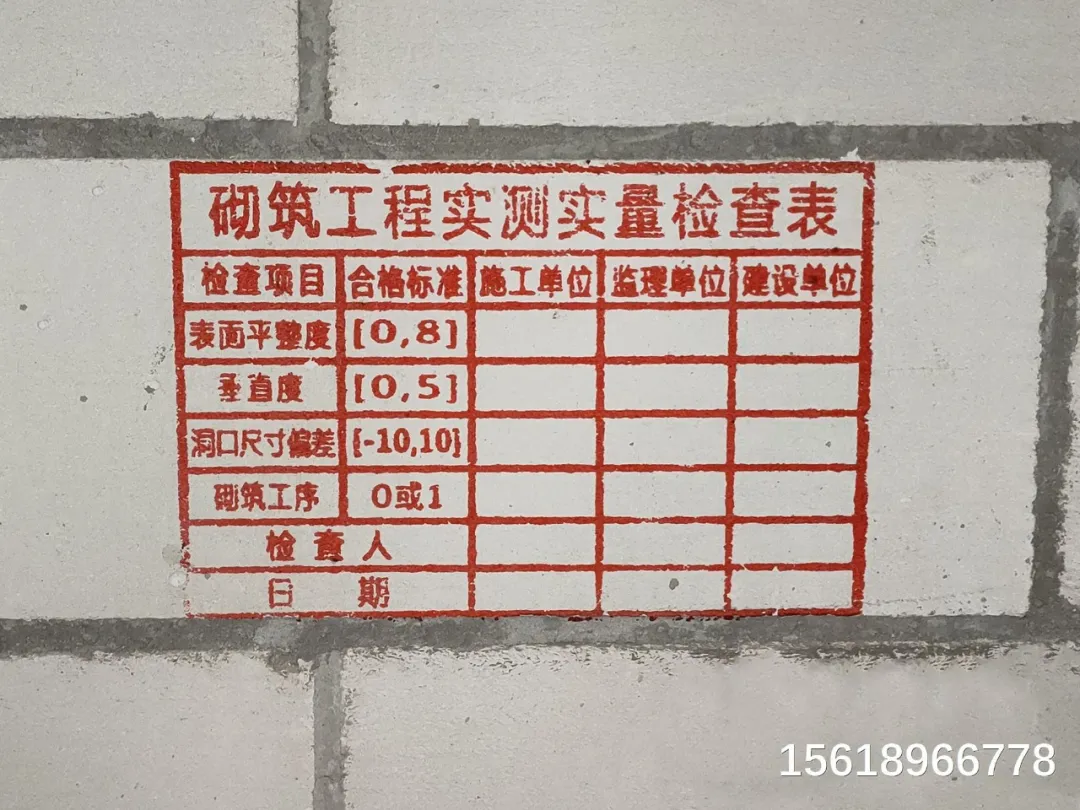 砌筑工程实测实量检查表
检查项目 合格标准 施工单位 监理单位 建设单位
表面平整度 [0,8]
垂直度 [0,5]
洞口尺寸偏差 [-10,10]
砌筑工序 0或1
检查人
日期
15618966778